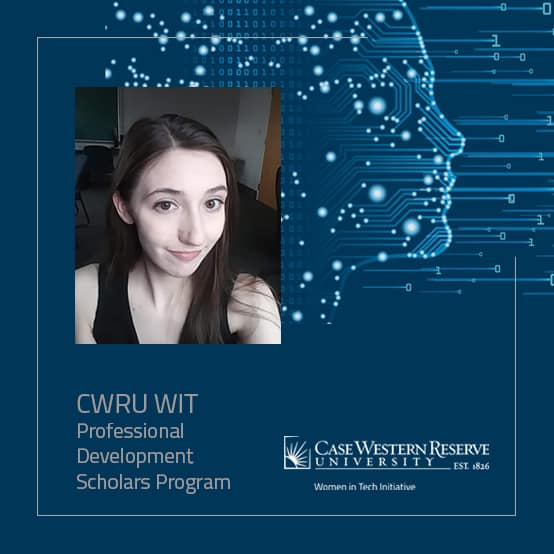 CWRU WIT
Professional
Development
Scholars Program
CASE WESTERN RESERVE
UNIVERSITY EST. 1826
Women in Tech Initiative